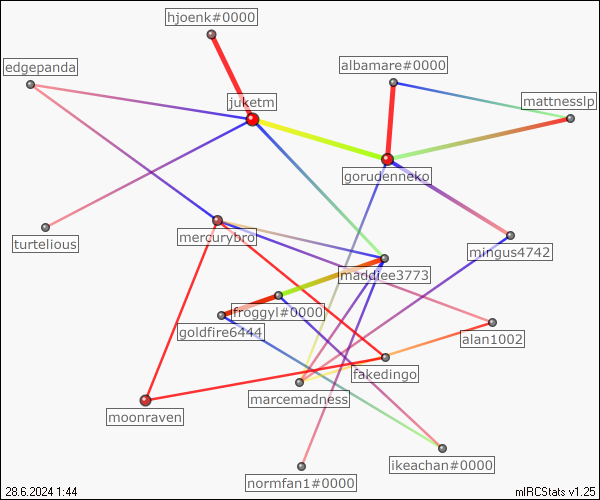 hjoenk#0000
albamare#0000
edgepanda
mattnesslp
juketm
gorudenneko
turtelious
mercurybro
mingus4742
maddiee3773
froggyl#0000
goldfire6444
alan1002
fakedingo
marcemadness
moonraven
ikeachan#0000
normfan1#0000
28.6.2024 1:44
mIRCStats v1.25